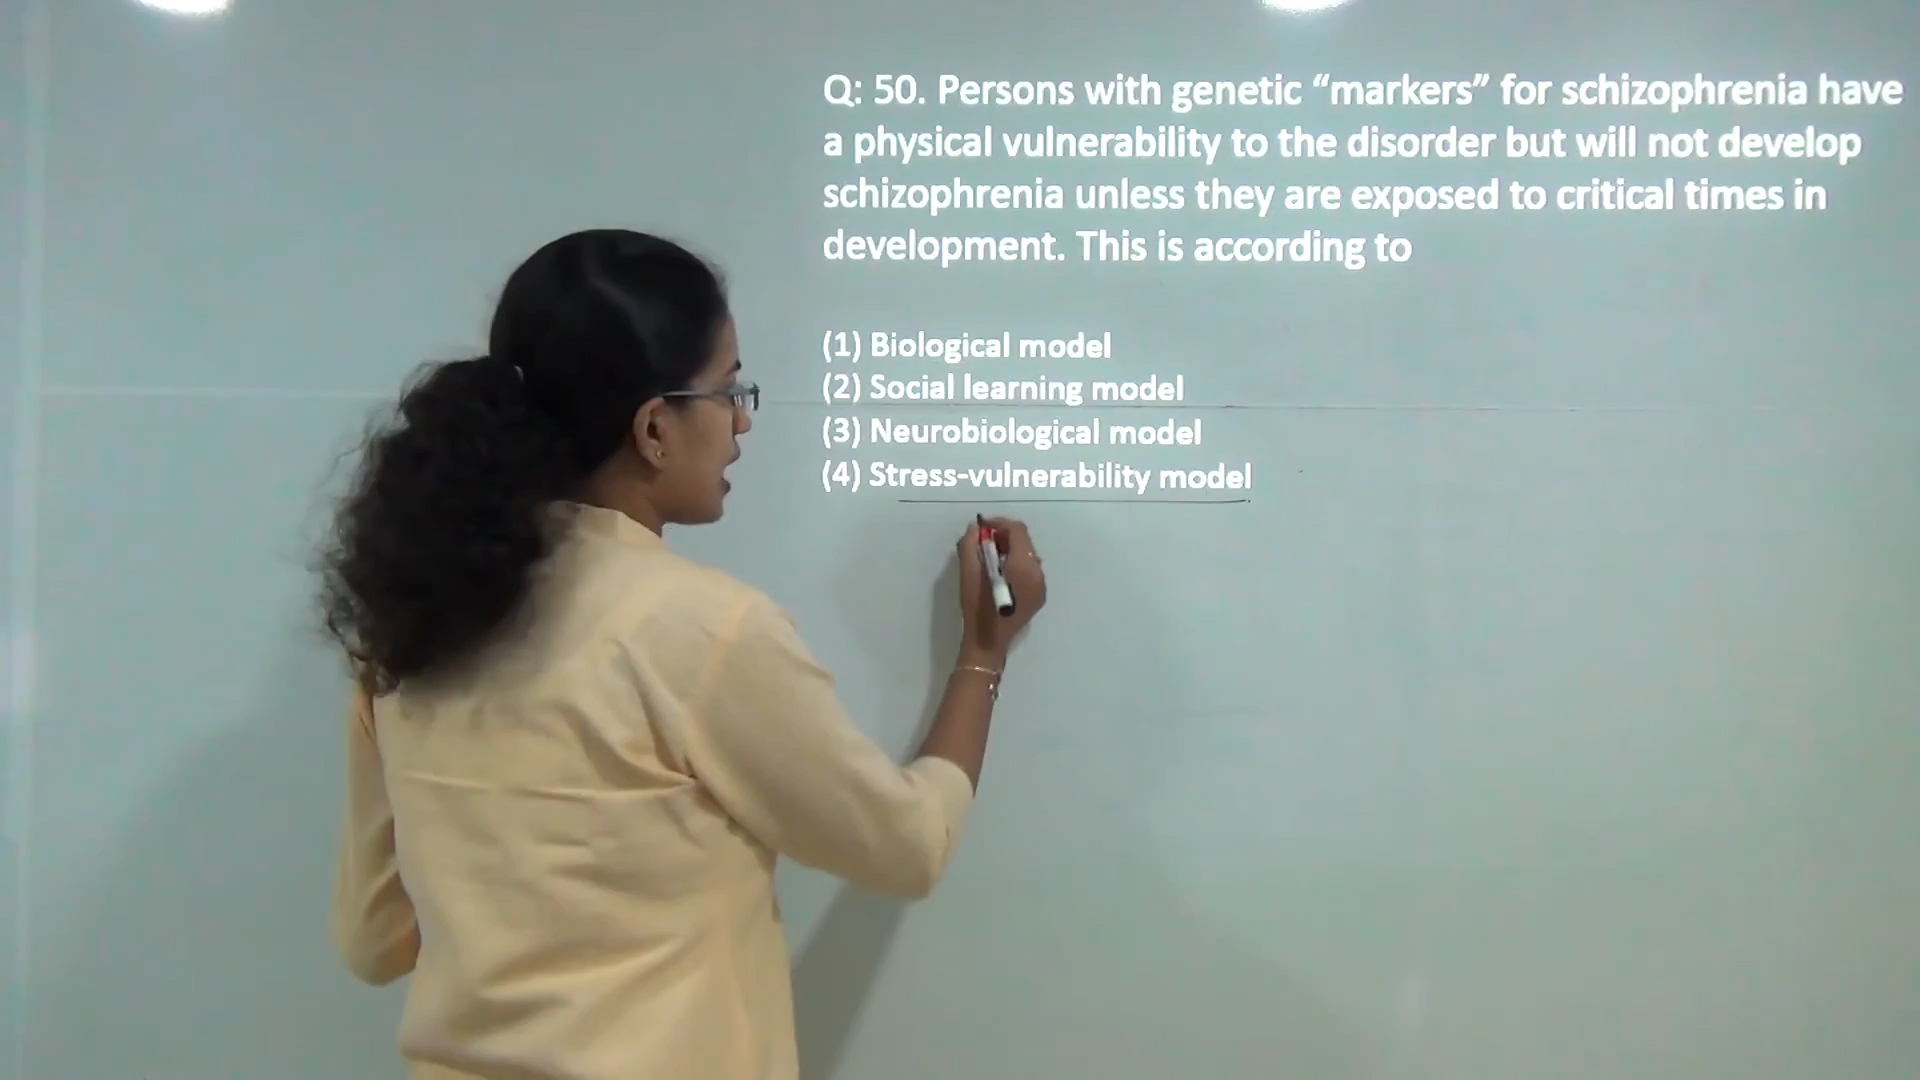 Q: 50. Persons with genetic “markers” for schizophrenia have
a physical vulnerability to the disorder but will not develop
schizophrenia unless they are exposed to critical times in
development. This is according to
(1) Biological model
(2) Social learning model
(3) Neurobiological model
(4) Stress-vulnerability model